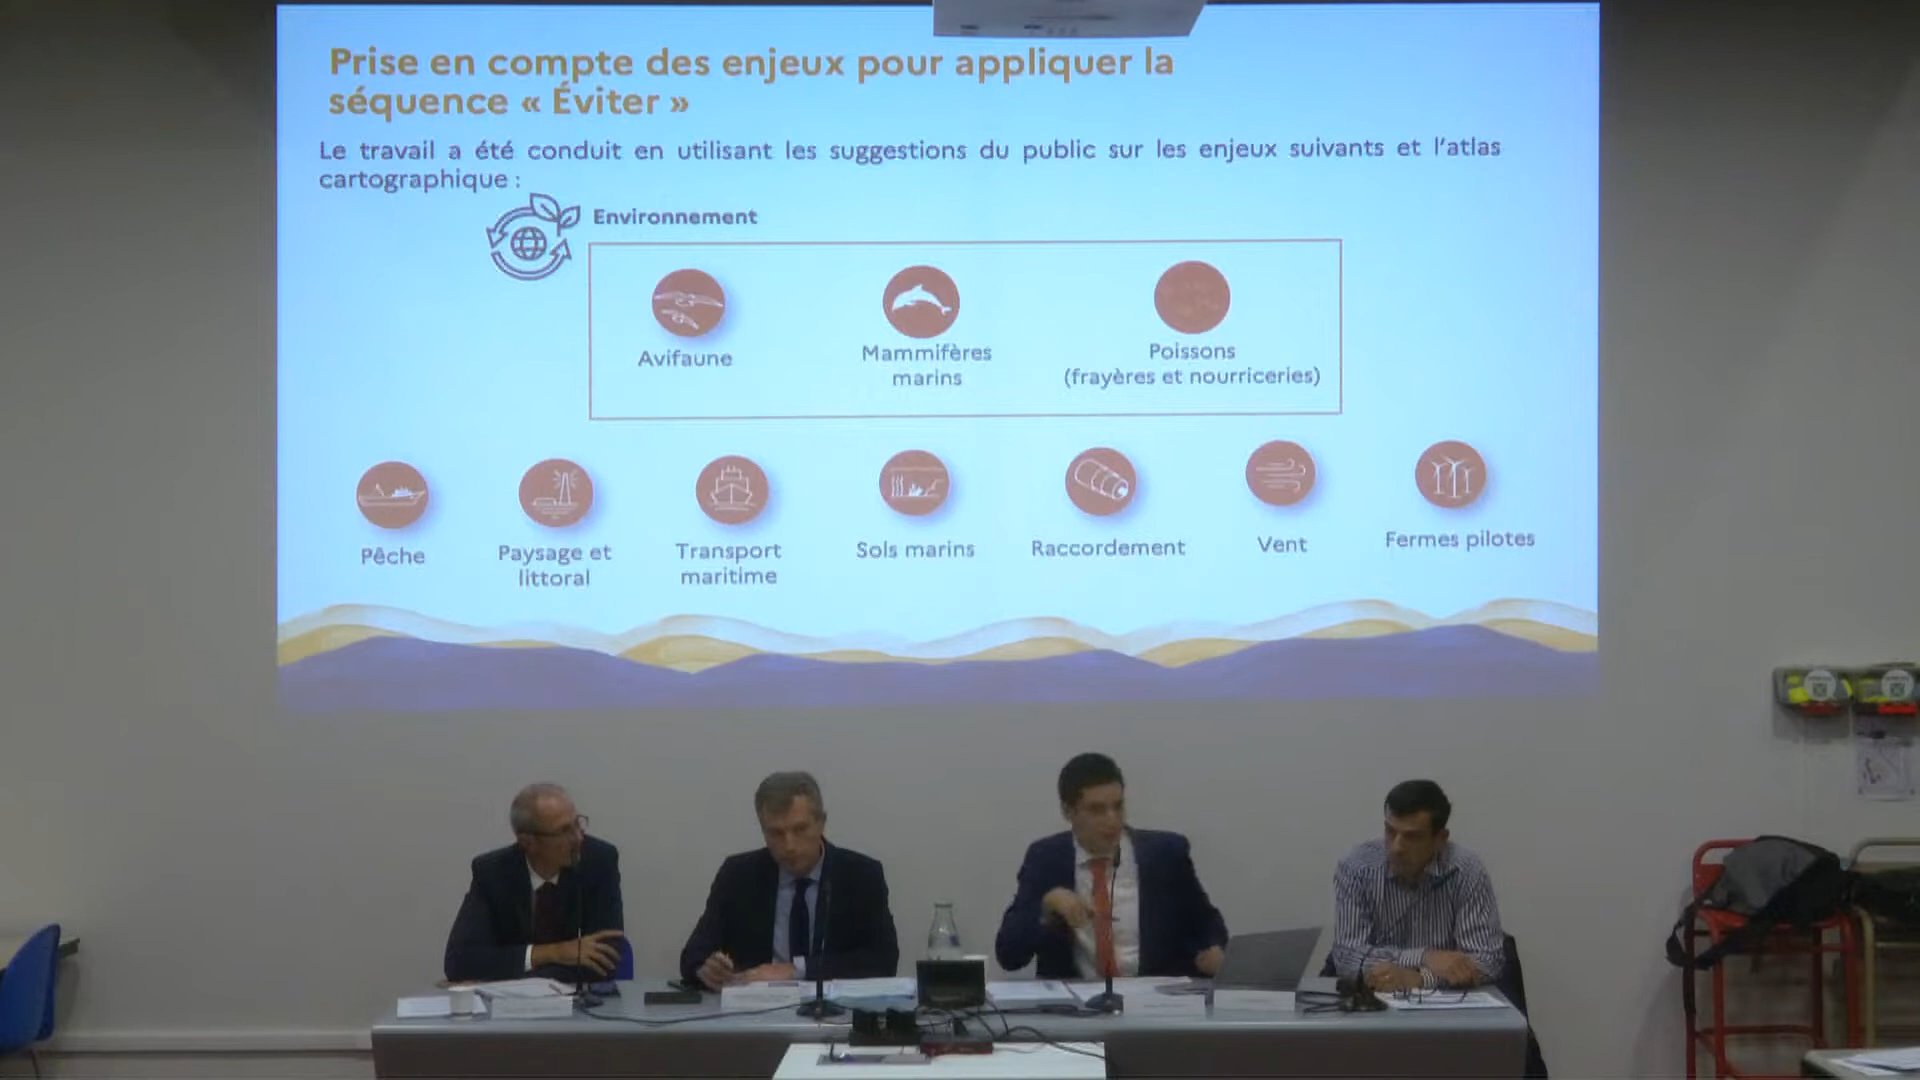 Prise en compte des enjeux pour appliquer la
séquence « Éviter »
Le travail a été conduit en utilisant les suggestions du public sur les enjeux suivants et l'atlas
cartographique :
Environnement
Avifaune
Mammifères
marins
Poissons
(frayères et nourriceries)
Pêche
Paysage et
littoral
Transport
maritime
Sols marins
Raccordement
Vent
Fermes pilotes